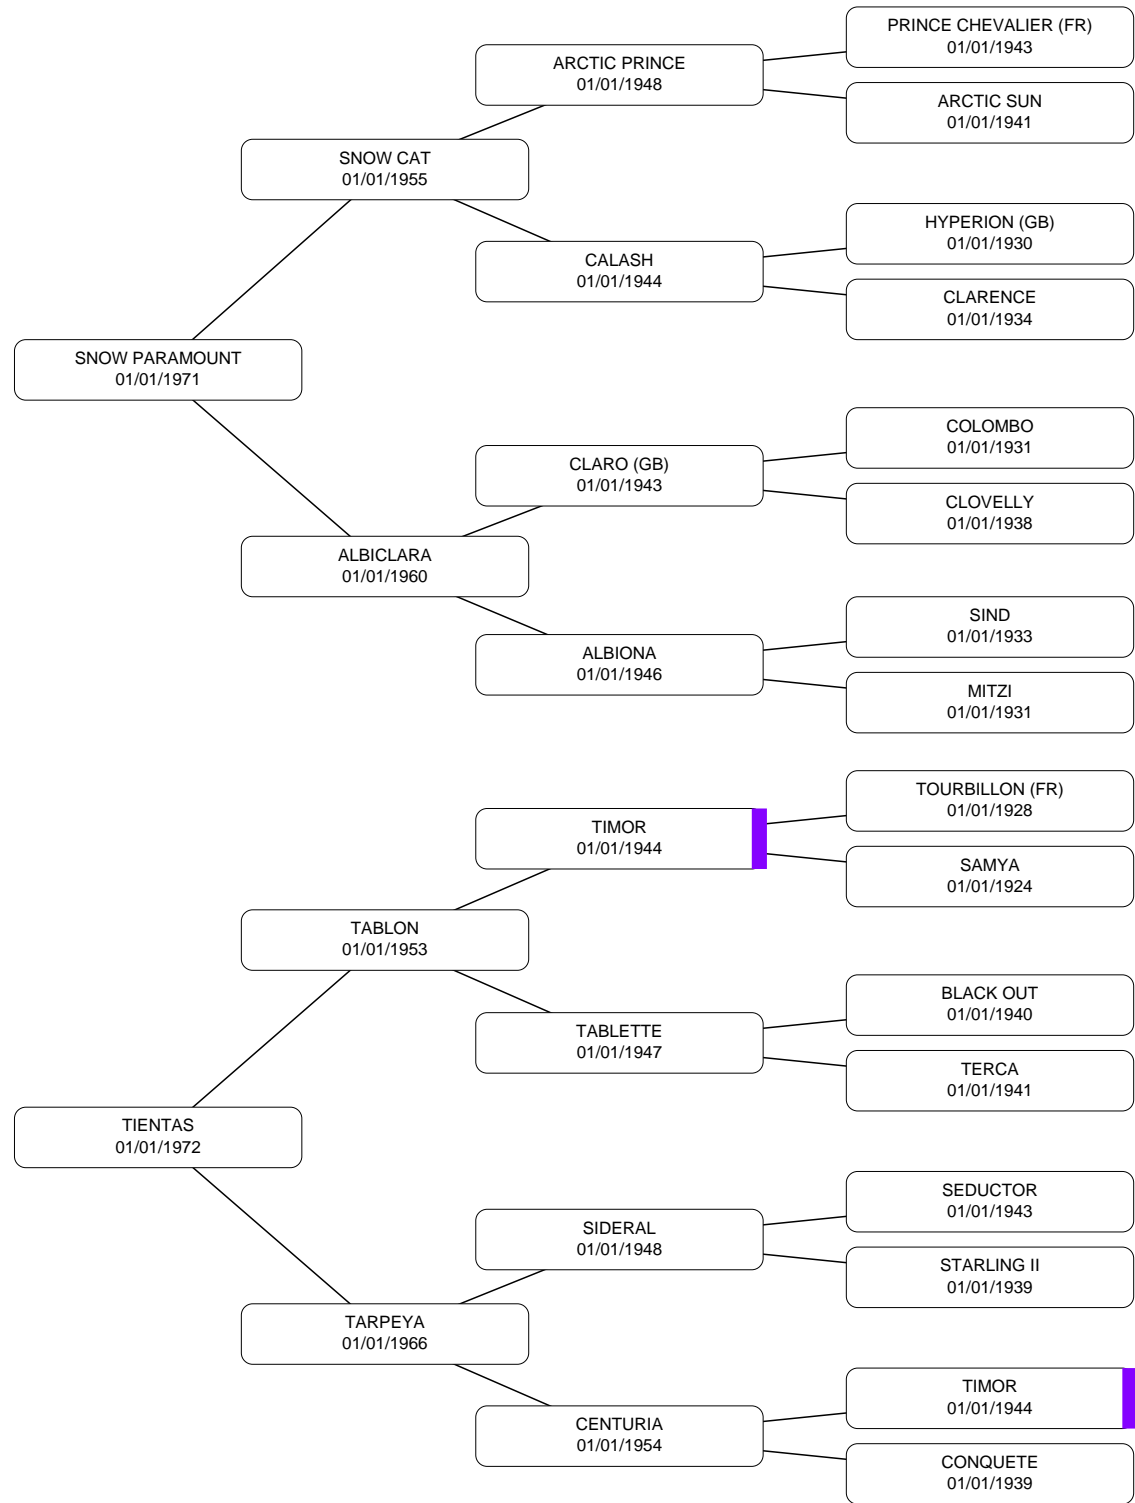 PRINCE CHEVALIER (FR)
01/01/1943
ARCTIC PRINCE
01/01/1948
ARCTIC SUN
01/01/1941
SNOW CAT
01/01/1955
HYPERION (GB)
01/01/1930
CALASH
01/01/1944
CLARENCE
01/01/1934
SNOW PARAMOUNT
01/01/1971
COLOMBO
01/01/1931
CLARO (GB)
01/01/1943
CLOVELLY
01/01/1938
ALBICLARA
01/01/1960
SIND
01/01/1933
ALBIONA
01/01/1946
MITZI
01/01/1931
TOURBILLON (FR)
01/01/1928
TIMOR
01/01/1944
SAMYA
01/01/1924
TABLON
01/01/1953
BLACK OUT
01/01/1940
TABLETTE
01/01/1947
TERCA
01/01/1941
TIENTAS
01/01/1972
SEDUCTOR
01/01/1943
SIDERAL
01/01/1948
STARLING II
01/01/1939
TARPEYA
01/01/1966
TIMOR
01/01/1944
CENTURIA
01/01/1954
CONQUETE
01/01/1939